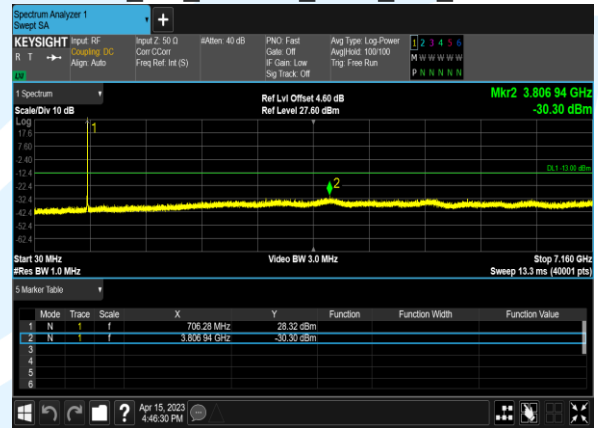 Spectrum Analyzer 1
Swept SA
+
KEYSIGHT
R T
LW
Input: RF
Coupling: DC
Align: Auto
Input Z: 50 Ω
Corr CCorr
Freq Ref: Int (S)
#Atten: 40 dB
PNO: Fast
Gate: Off
IF Gain: Low
Sig Track: Off
Avg Type: Log-Power
Avg|Hold: 100/100
Trig: Free Run
1 2 3 4 5 6
M W W W W W
P N N N N N
1 Spectrum
Scale/Div 10 dB
Ref Lvl Offset 4.60 dB
Ref Level 27.60 dBm
Mkr2 3.806 94 GHz
-30.30 dBm
Log
17.6
7.60
-2.40
-12.4
-22.4
-32.4
-42.4
-52.4
-62.4
1
2
DL1 -13.00 dBm
Start 30 MHz
#Res BW 1.0 MHz
Video BW 3.0 MHz
Stop 7.160 GHz
Sweep 13.3 ms (40001 pts)
5 Marker Table
Mode Trace Scale X Y Function Function Width Function Value
1 N 1 f 706.28 MHz 28.32 dBm
2 N 1 f 3.806 94 GHz -30.30 dBm
3
4
5
6
?
Apr 15, 2023
4:46:30 PM